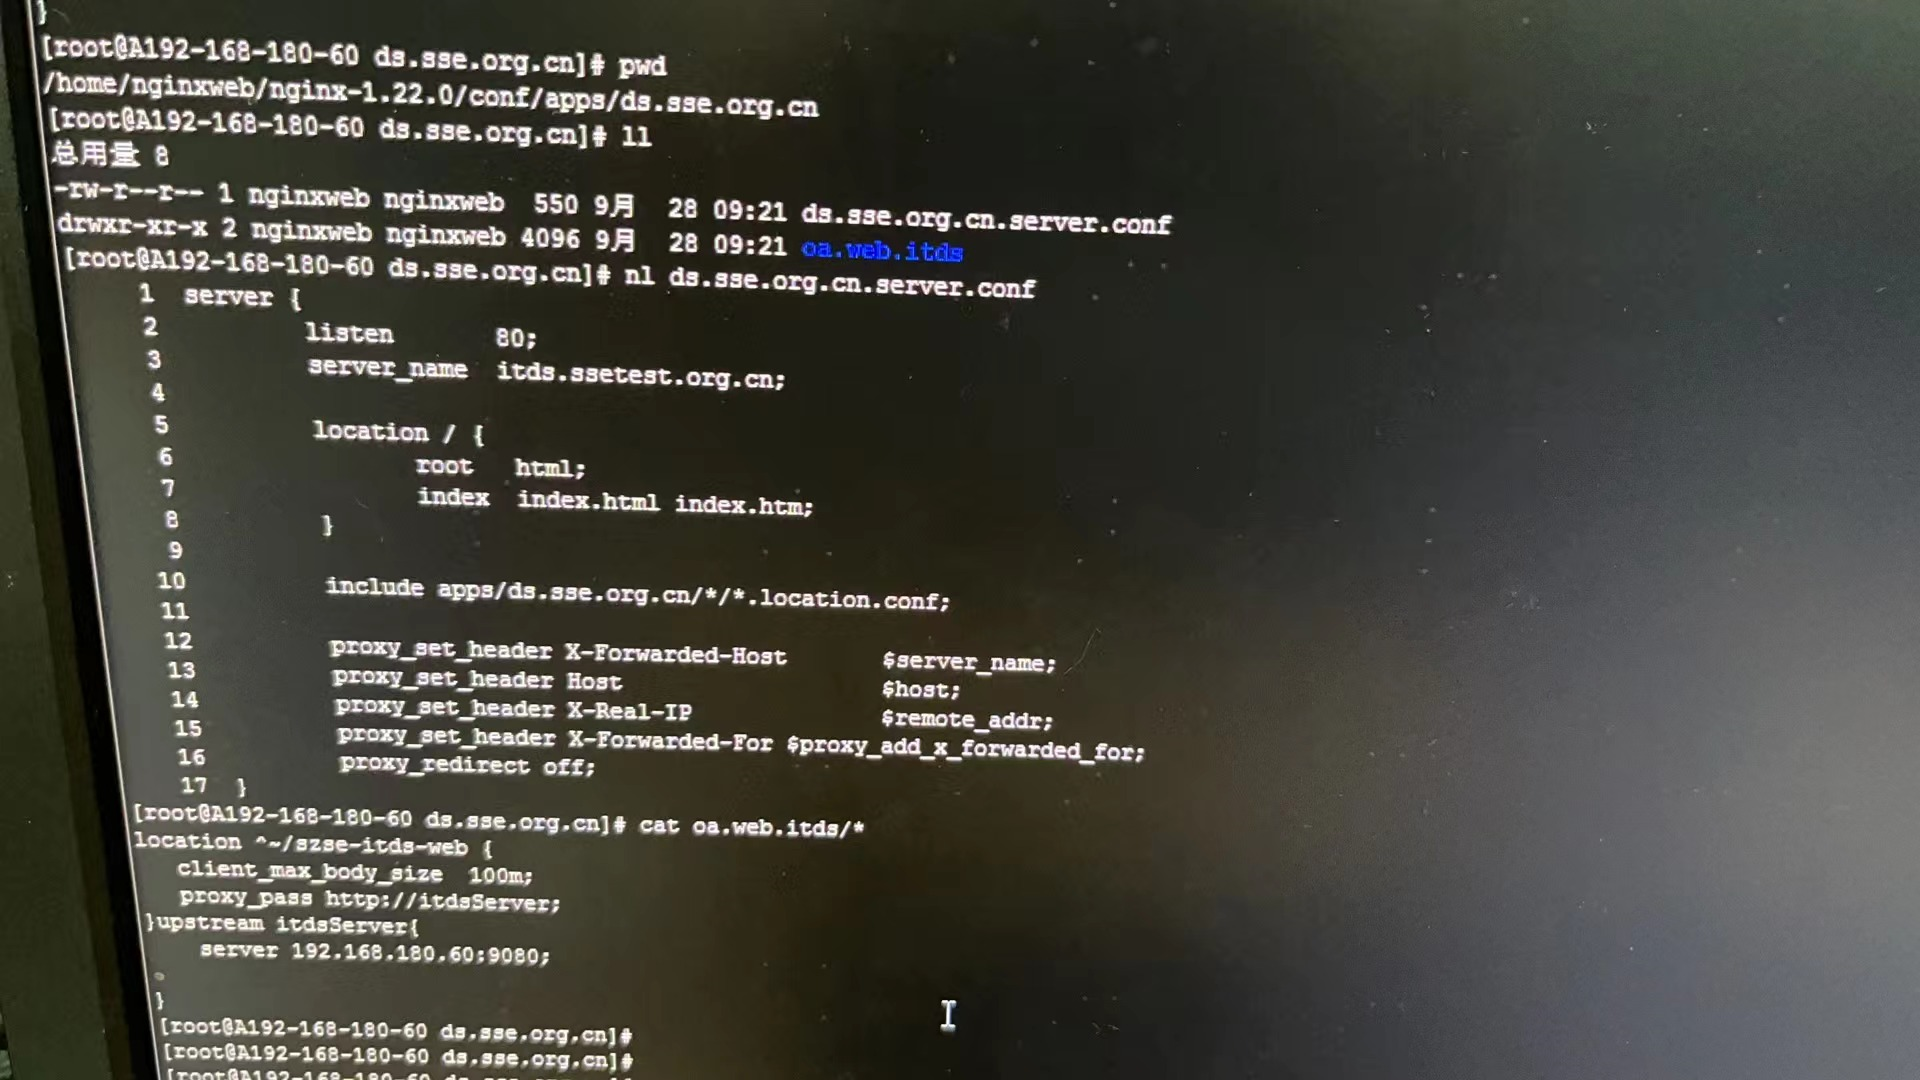 }
[root@A192-168-180-60 ds.sse.org.cn]# pwd
/home/nginxweb/nginx-1.22.0/conf/apps/ds.sse.org.cn
[root@A192-168-180-60 ds.sse.org.cn]# ll
总用量 8
-rw-r--r-- 1 nginxweb nginxweb  550 9月  28 09:21 ds.sse.org.cn.server.conf
drwxr-xr-x 2 nginxweb nginxweb 4096 9月  28 09:21 oa.web.itds
[root@A192-168-180-60 ds.sse.org.cn]# nl ds.sse.org.cn.server.conf
1  server {
2          listen       80;
3          server_name  itds.ssetest.org.cn;
4
5          location / {
6                  root   html;
7                  index  index.html index.htm;
8          }
9
10         include apps/ds.sse.org.cn/*/*.location.conf;
11
12         proxy_set_header X-Forwarded-Host      $server_name;
13         proxy_set_header Host                  $host;
14         proxy_set_header X-Real-IP             $remote_addr;
15         proxy_set_header X-Forwarded-For $proxy_add_x_forwarded_for;
16         proxy_redirect off;
17  }
[root@A192-168-180-60 ds.sse.org.cn]# cat oa.web.itds/*
location ^~/szse-itds-web {
client_max_body_size  100m;
proxy_pass http://itdsServer;
}upstream itdsServer{
server 192.168.180.60:9080;
}
[root@A192-168-180-60 ds.sse.org.cn]#
[root@A192-168-180-60 ds.sse.org.cn]#